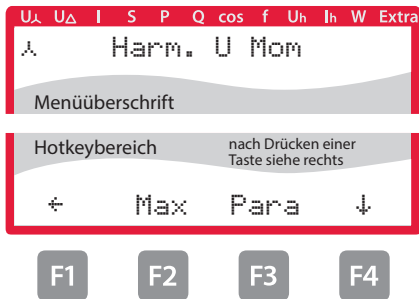 U⅄ U∆ I S P Q cos f Uh Ih W Extra
⅄ Harm. U Mom
Menüüberschrift
Hotkeybereich
nach Drücken einer
Taste siehe rechts
← Max Para ↓
F1 F2 F3 F4